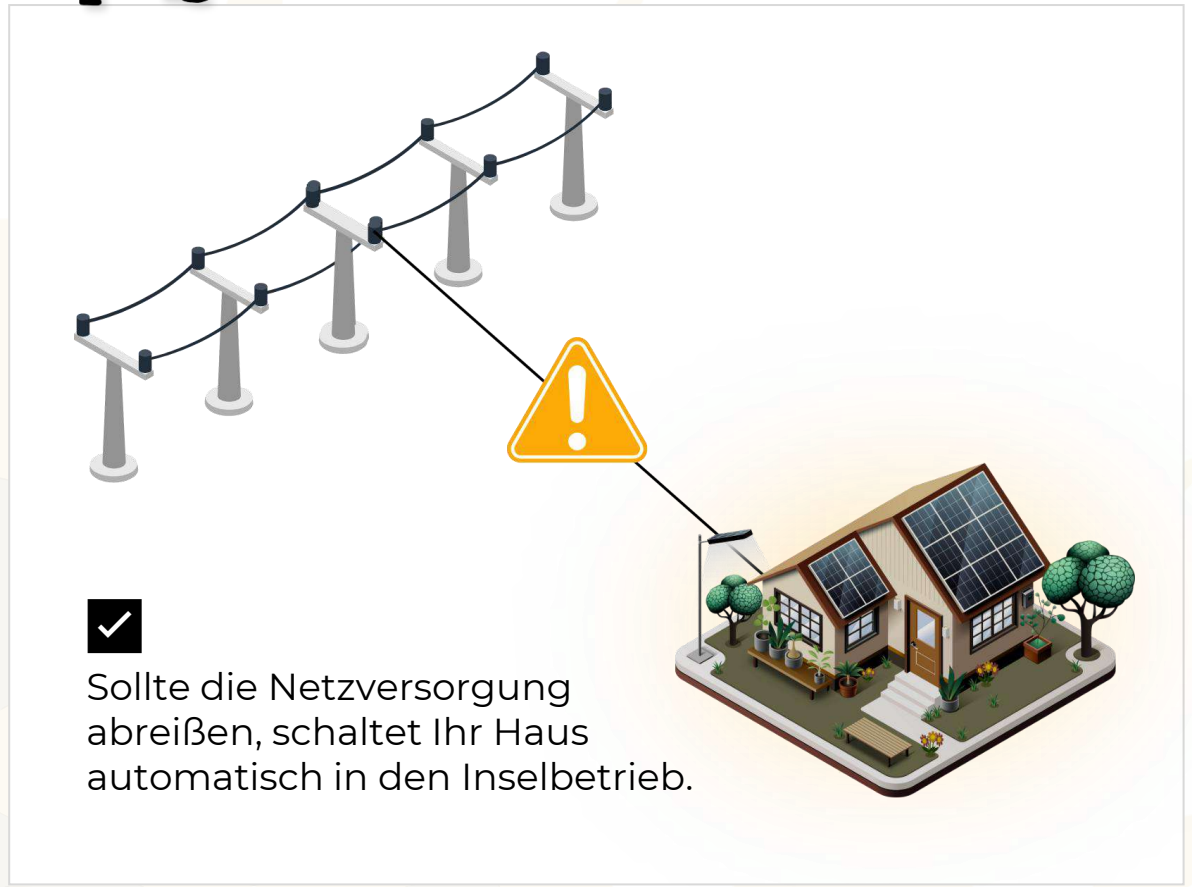 Sollte die Netzversorgung
abreißen, schaltet Ihr Haus
automatisch in den Inselbetrieb.